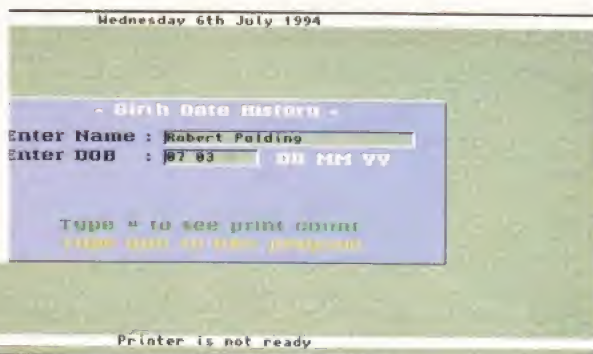 Wednesday 6th July 1994
- Birth Date History -
Enter Name : Robert Palding
Enter DOB : 07 03 DD MM YY
Type * to see print count
Printer is not ready